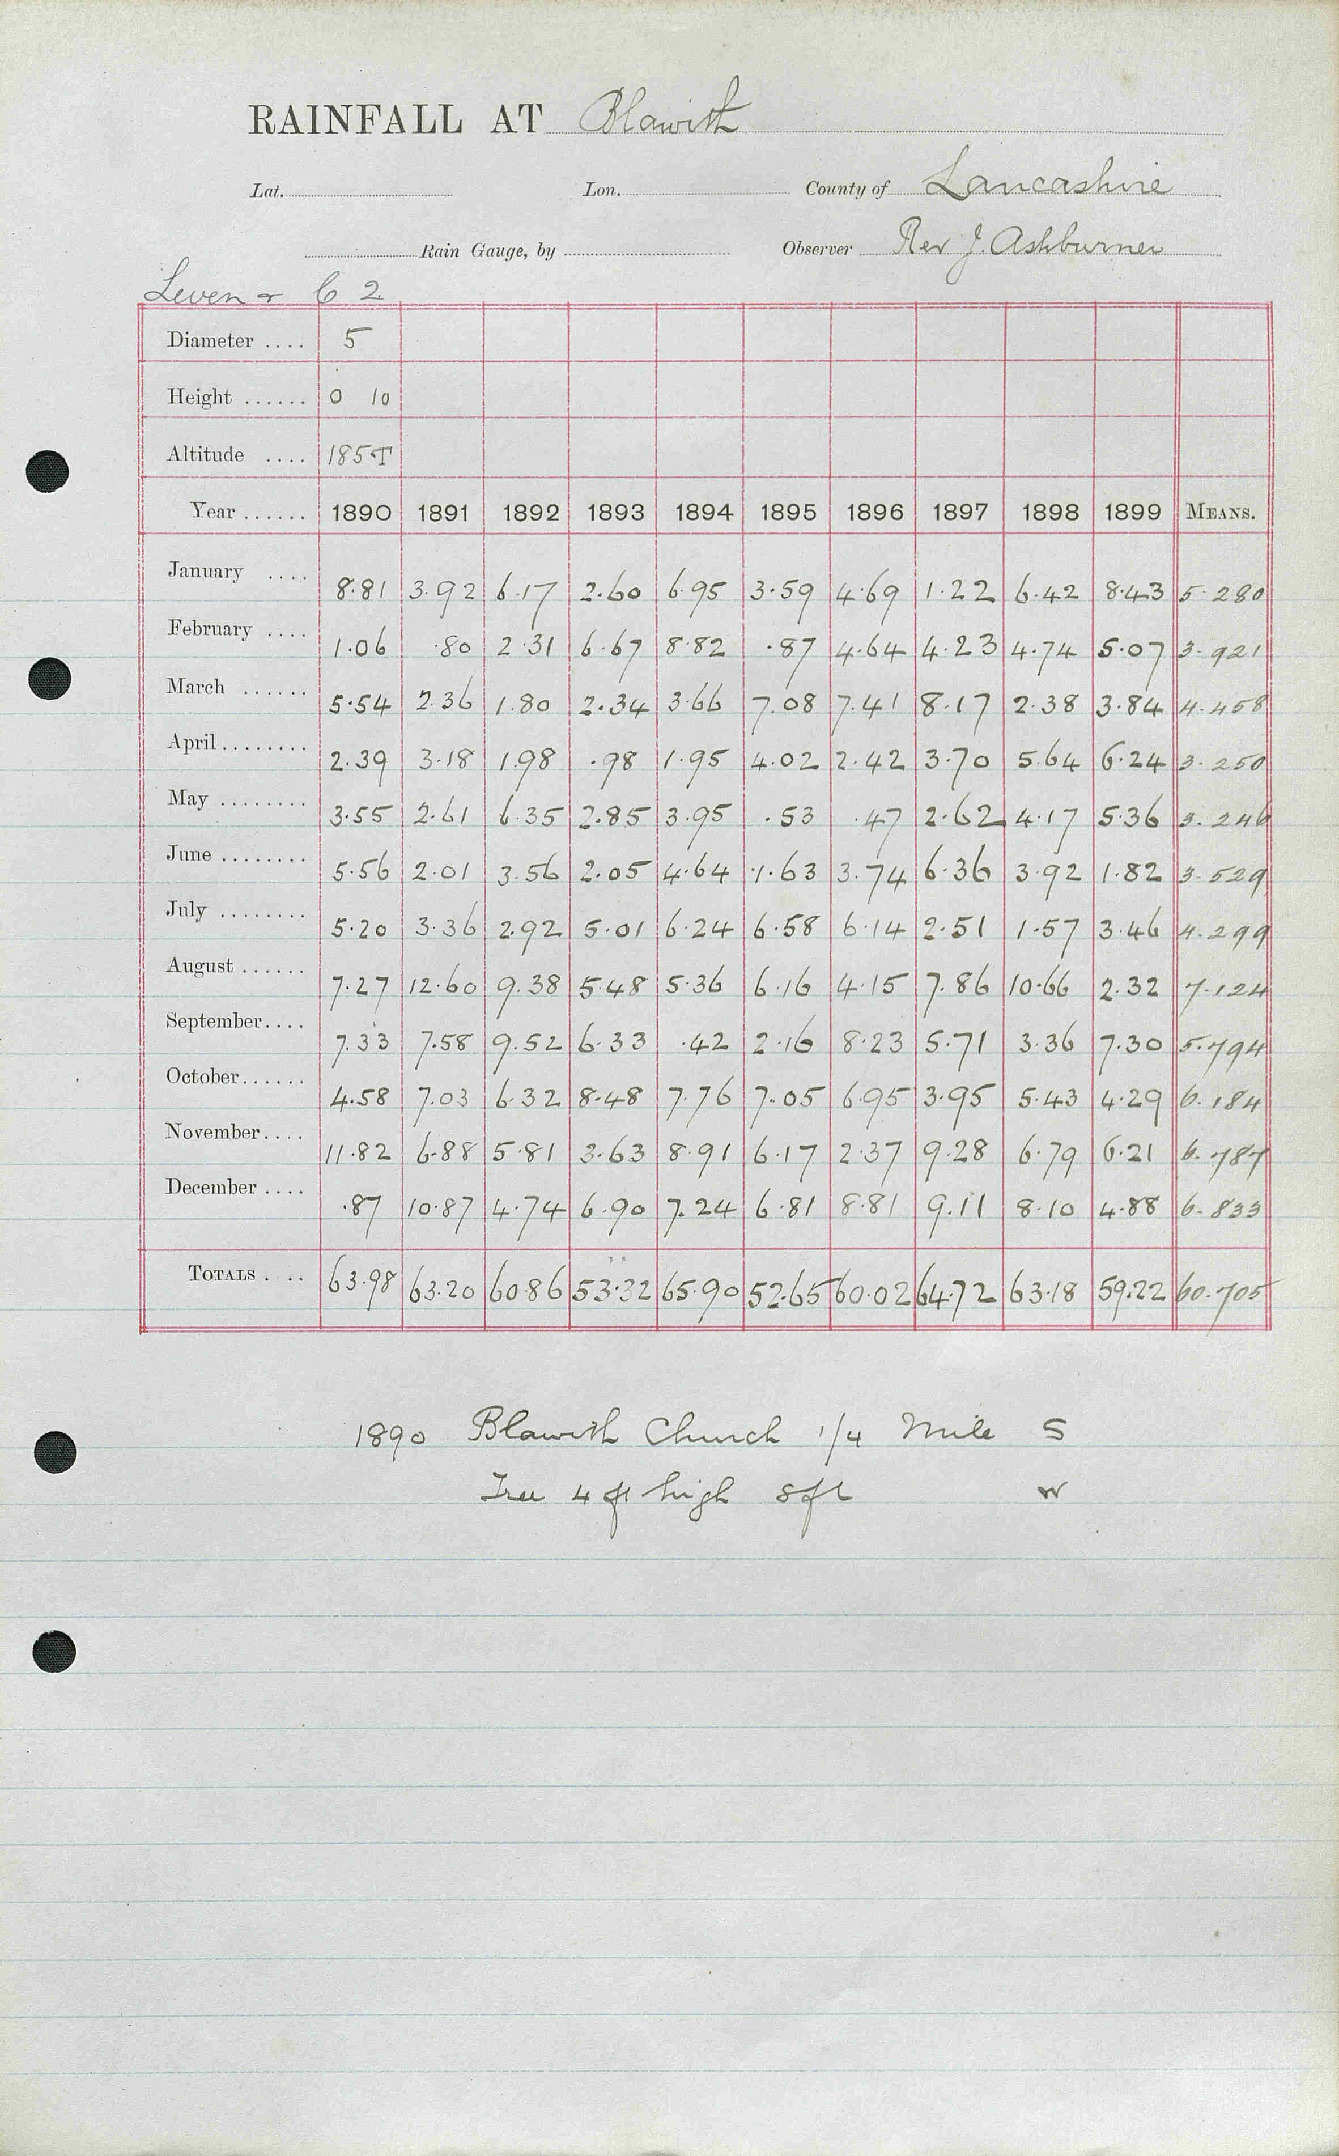 RAINFALL AT Blawith
Lat. Lon. County of Lancashire
Rain Gauge, by Observer Rev J. Ashburner
Leven & C 2
Diameter .... 5
Height ...... 0 10
Altitude .... 185 T
Year ...... 1890 1891 1892 1893 1894 1895 1896 1897 1898 1899 MEANS.
January .... 8.81 3.92 6.17 2.60 6.95 3.59 4.69 1.22 6.42 8.43 5.280
February .... 1.06 .80 2.31 6.67 8.82 .87 4.64 4.23 4.74 5.07 3.921
March ...... 5.54 2.36 1.80 2.34 3.66 7.08 7.41 8.17 2.38 3.84 4.458
April ........ 2.39 3.18 1.98 .98 1.95 4.02 2.42 3.70 5.64 6.24 3.250
May ........ 3.55 2.61 6.35 2.85 3.95 .53 .47 2.62 4.17 5.36 3.246
June ........ 5.56 2.01 3.56 2.05 4.64 1.63 3.74 6.36 3.92 1.82 3.529
July ........ 5.20 3.36 2.92 5.01 6.24 6.58 6.14 2.51 1.57 3.46 4.299
August ...... 7.27 12.60 9.38 5.48 5.36 6.16 4.15 7.86 10.66 2.32 7.124
September .... 7.33 7.58 9.52 6.33 .42 2.16 8.23 5.71 3.36 7.30 5.794
October ...... 4.58 7.03 6.32 8.48 7.76 7.05 6.95 3.95 5.43 4.29 6.184
November .... 11.82 6.88 5.81 3.63 8.91 6.17 2.37 9.28 6.79 6.21 6.787
December .... .87 10.87 4.74 6.90 7.24 6.81 8.81 9.11 8.10 4.88 6.833
TOTALS . .. 63.98 63.20 60.86 53.32 65.90 52.65 60.02 64.72 63.18 59.22 60.705
1890 Blawith Church 1/4 Mile S
Tree 4 ft high 8ft W